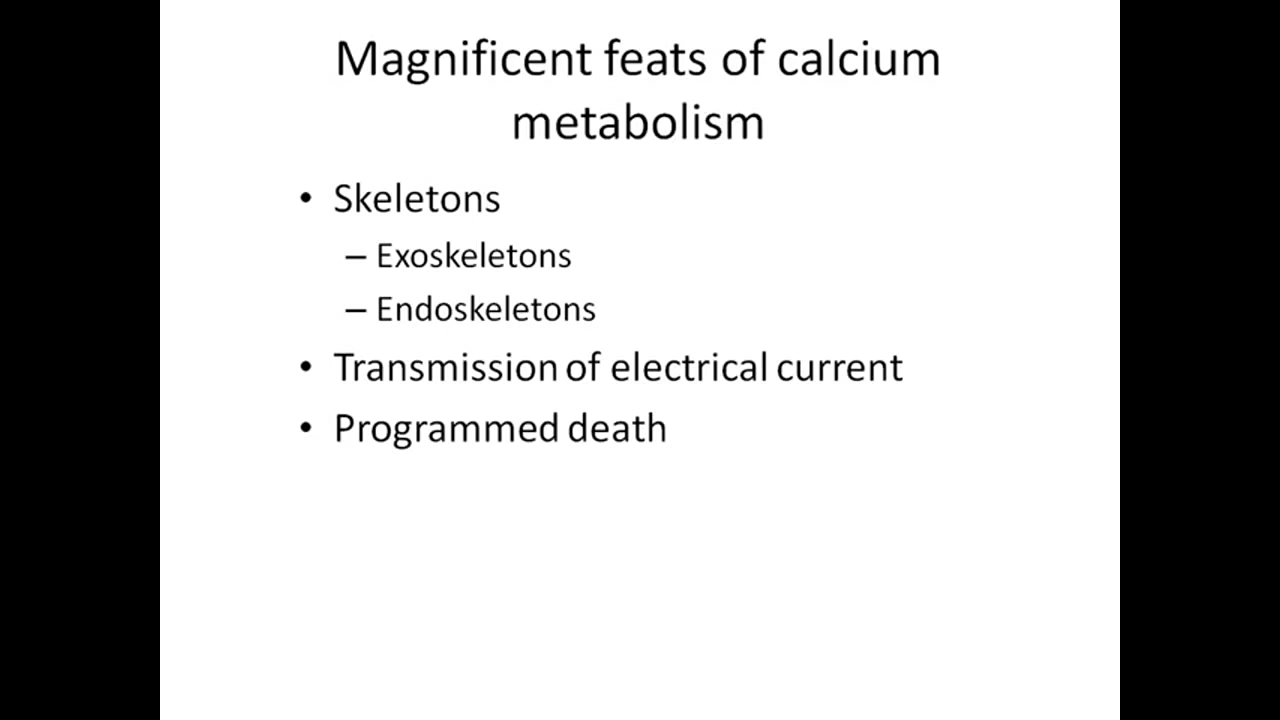 Magnificent feats of calcium
metabolism
• Skeletons
– Exoskeletons
– Endoskeletons
• Transmission of electrical current
• Programmed death